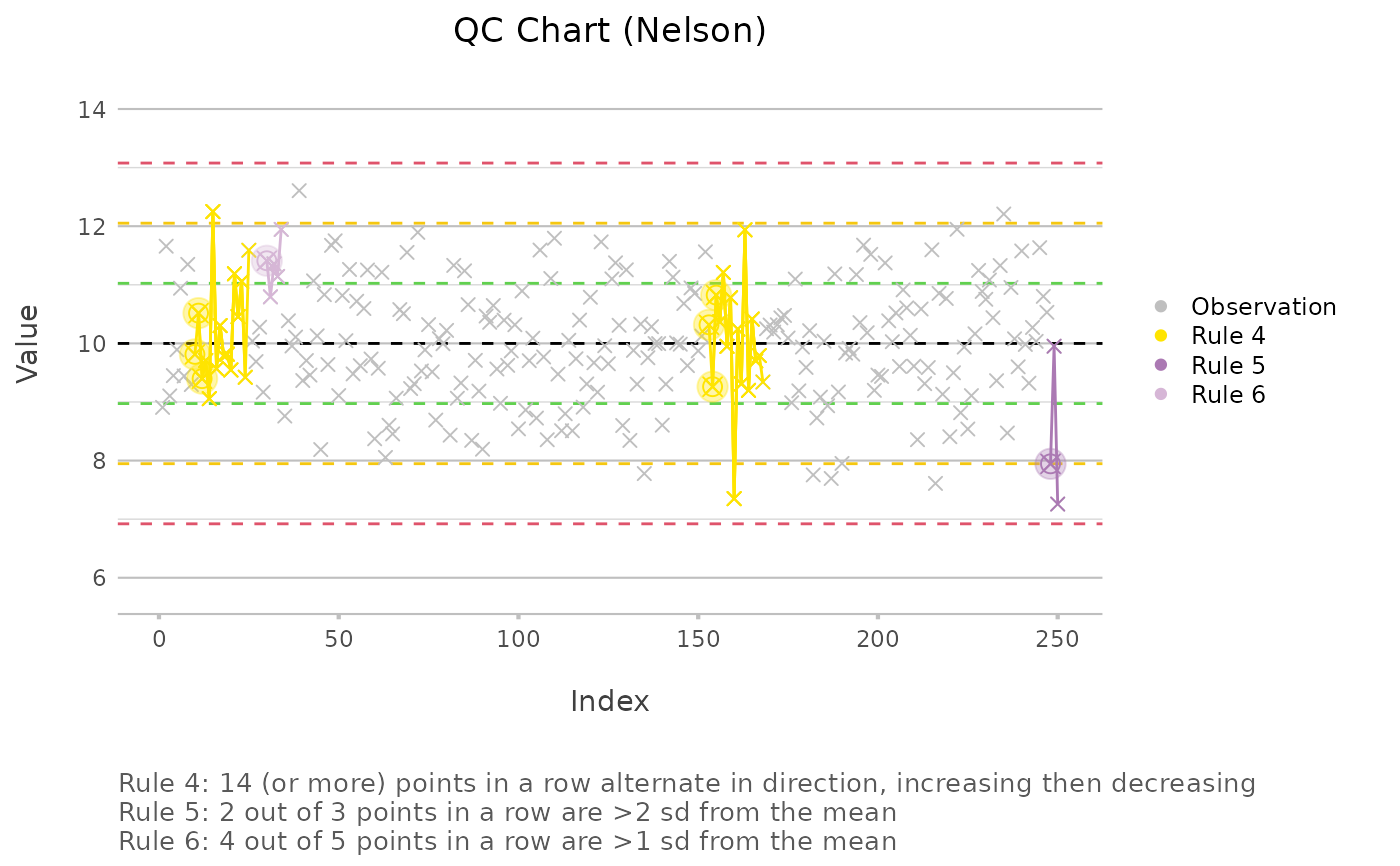 QC Chart (Nelson)
14
12
10
8
6
Value
0 50 100 150 200 250
Index
Observation
Rule 4
Rule 5
Rule 6
Rule 4: 14 (or more) points in a row alternate in direction, increasing then decreasing
Rule 5: 2 out of 3 points in a row are >2 sd from the mean
Rule 6: 4 out of 5 points in a row are >1 sd from the mean